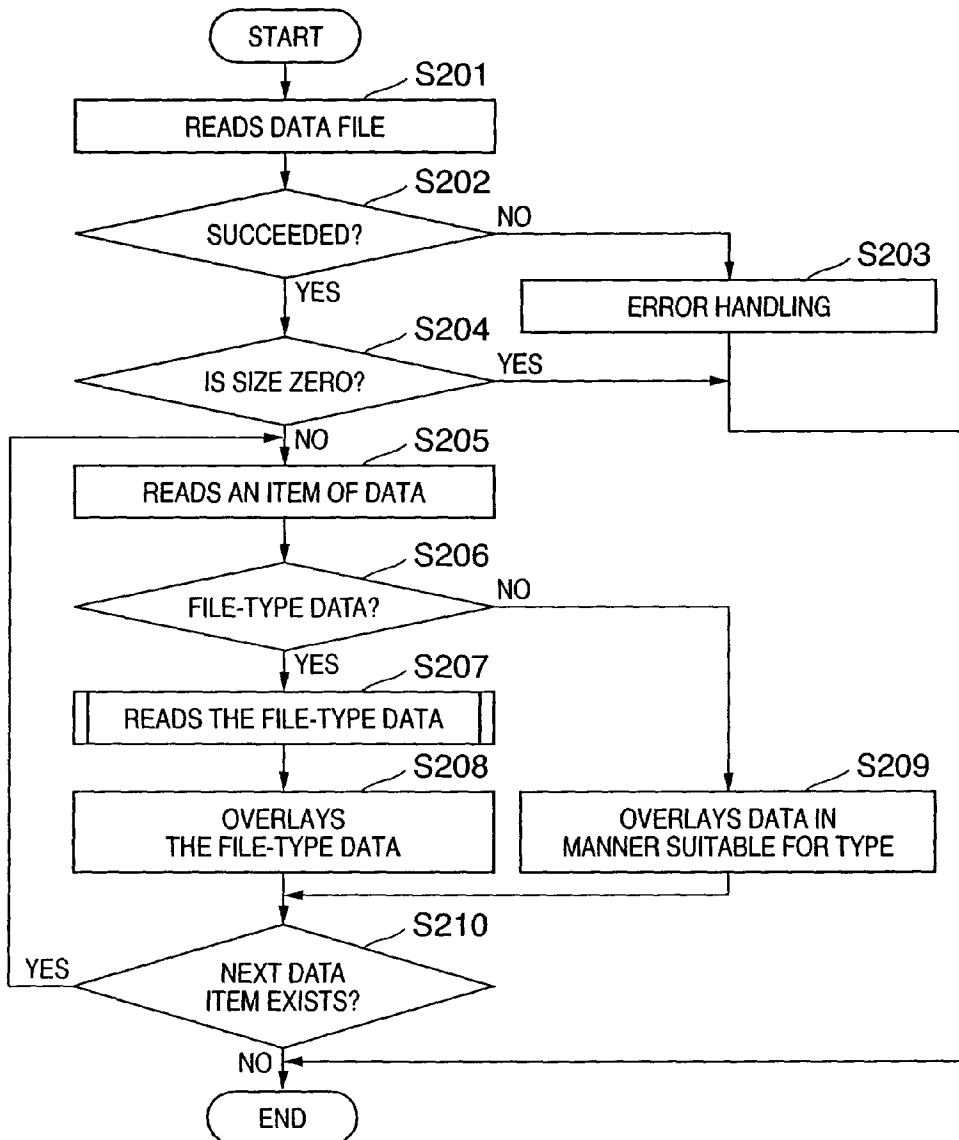 START
S201
READS DATA FILE
S202
SUCCEEDED?
NO
S203
YES
ERROR HANDLING
S204
IS SIZE ZERO?
YES
NO
S205
READS AN ITEM OF DATA
S206
FILE-TYPE DATA?
NO
YES
S207
READS THE FILE-TYPE DATA
S208
OVERLAYS
THE FILE-TYPE DATA
S209
OVERLAYS DATA IN
MANNER SUITABLE FOR TYPE
S210
YES
NEXT DATA
ITEM EXISTS?
NO
END